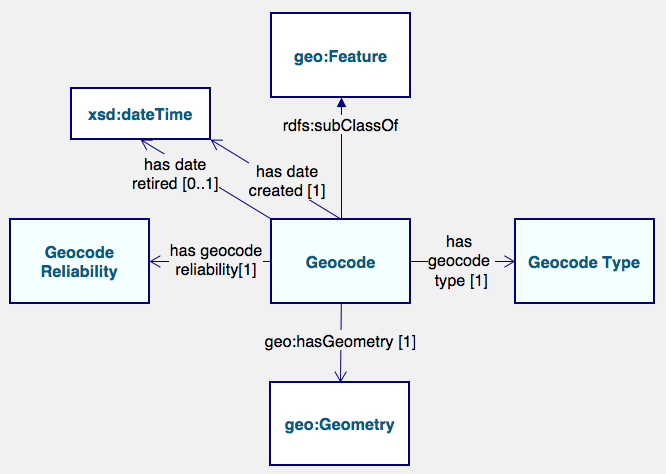 geo:Feature
xsd:dateTime
rdfs:subClassOf
has date
retired [0..1]
has date
created [1]
Geocode
Reliability
has geocode
reliability[1]
Geocode
has
geocode
type [1]
Geocode Type
geo:hasGeometry [1]
geo:Geometry